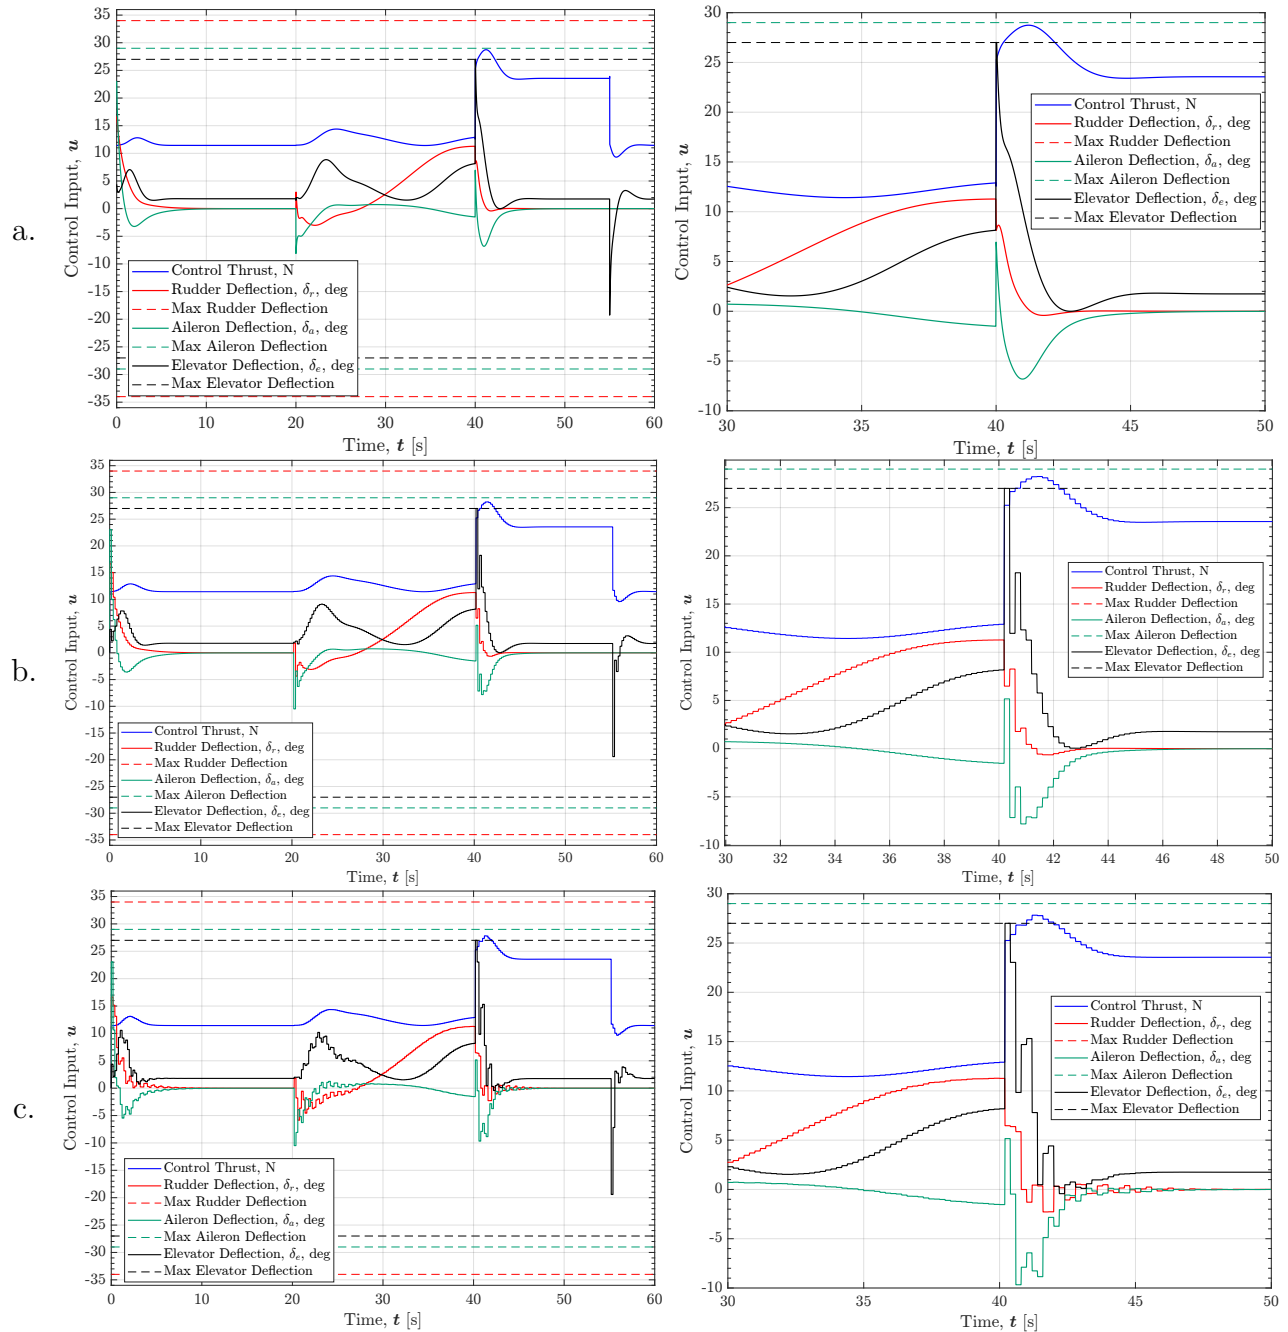 a.
35
30
25
20
15
10
5
0
-5
-10
-15
-20
-25
-30
-35
Control Input, u
0 10 20 30 40 50 60
Time, t [s]
Control Thrust, N
Rudder Deflection, δr, deg
Max Rudder Deflection
Aileron Deflection, δa, deg
Max Aileron Deflection
Elevator Deflection, δe, deg
Max Elevator Deflection
30
25
20
15
10
5
0
-5
-10
Control Input, u
30 35 40 45 50
Time, t [s]
Control Thrust, N
Rudder Deflection, δr, deg
Max Rudder Deflection
Aileron Deflection, δa, deg
Max Aileron Deflection
Elevator Deflection, δe, deg
Max Elevator Deflection
b.
35
30
25
20
15
10
5
0
-5
-10
-15
-20
-25
-30
-35
Control Input, u
0 10 20 30 40 50 60
Time, t [s]
Control Thrust, N
Rudder Deflection, δr, deg
Max Rudder Deflection
Aileron Deflection, δa, deg
Max Aileron Deflection
Elevator Deflection, δe, deg
Max Elevator Deflection
25
20
15
10
5
0
-5
-10
Control Input, u
30 32 34 36 38 40 42 44 46 48 50
Time, t [s]
Control Thrust, N
Rudder Deflection, δr, deg
Max Rudder Deflection
Aileron Deflection, δa, deg
Max Aileron Deflection
Elevator Deflection, δe, deg
Max Elevator Deflection
c.
35
30
25
20
15
10
5
0
-5
-10
-15
-20
-25
-30
-35
Control Input, u
0 10 20 30 40 50 60
Time, t [s]
Control Thrust, N
Rudder Deflection, δr, deg
Max Rudder Deflection
Aileron Deflection, δa, deg
Max Aileron Deflection
Elevator Deflection, δe, deg
Max Elevator Deflection
30
25
20
15
10
5
0
-5
-10
Control Input, u
30 35 40 45 50
Time, t [s]
Control Thrust, N
Rudder Deflection, δr, deg
Max Rudder Deflection
Aileron Deflection, δa, deg
Max Aileron Deflection
Elevator Deflection, δe, deg
Max Elevator Deflection